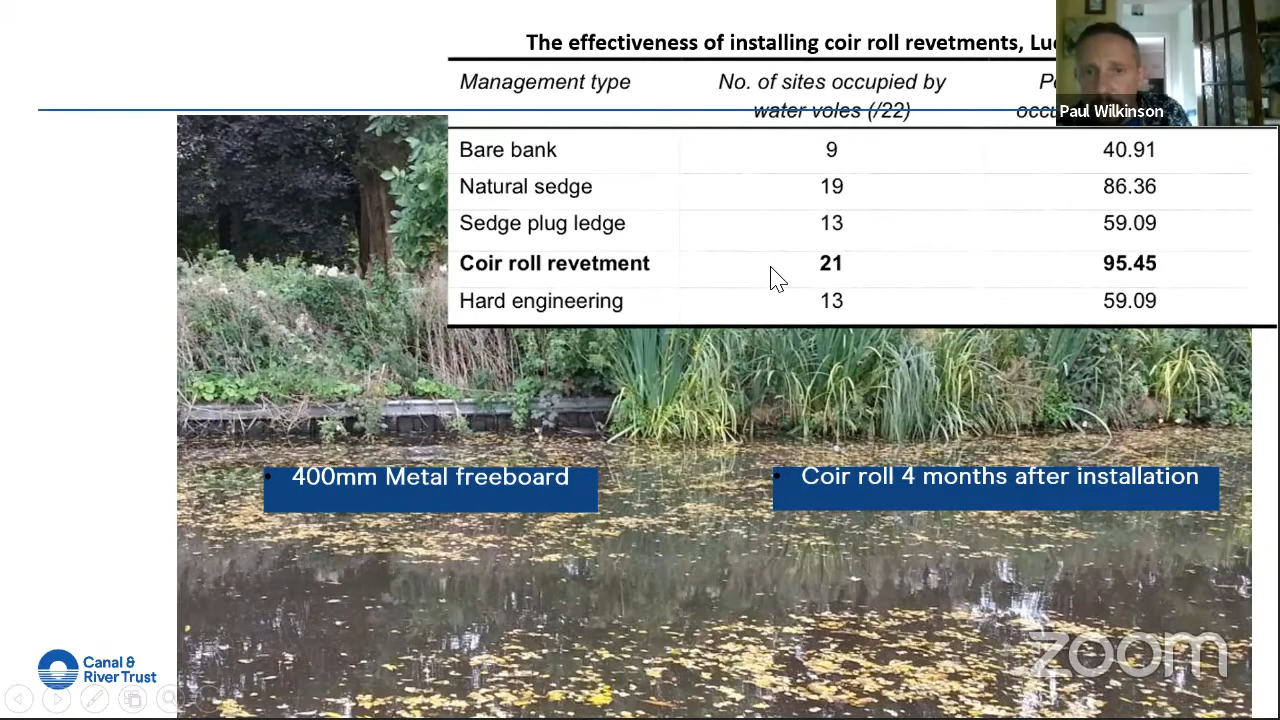 The effectiveness of installing coir roll revetments,
Management type No. of sites occupied by
water voles (/22)
Paul Wilkinson
Bare bank 9 40.91
Natural sedge 19 86.36
Sedge plug ledge 13 59.09
Coir roll revetment 21 95.45
Hard engineering 13 59.09
• 400mm Metal freeboard
• Coir roll 4 months after installation
Canal &
River Trust
zoom